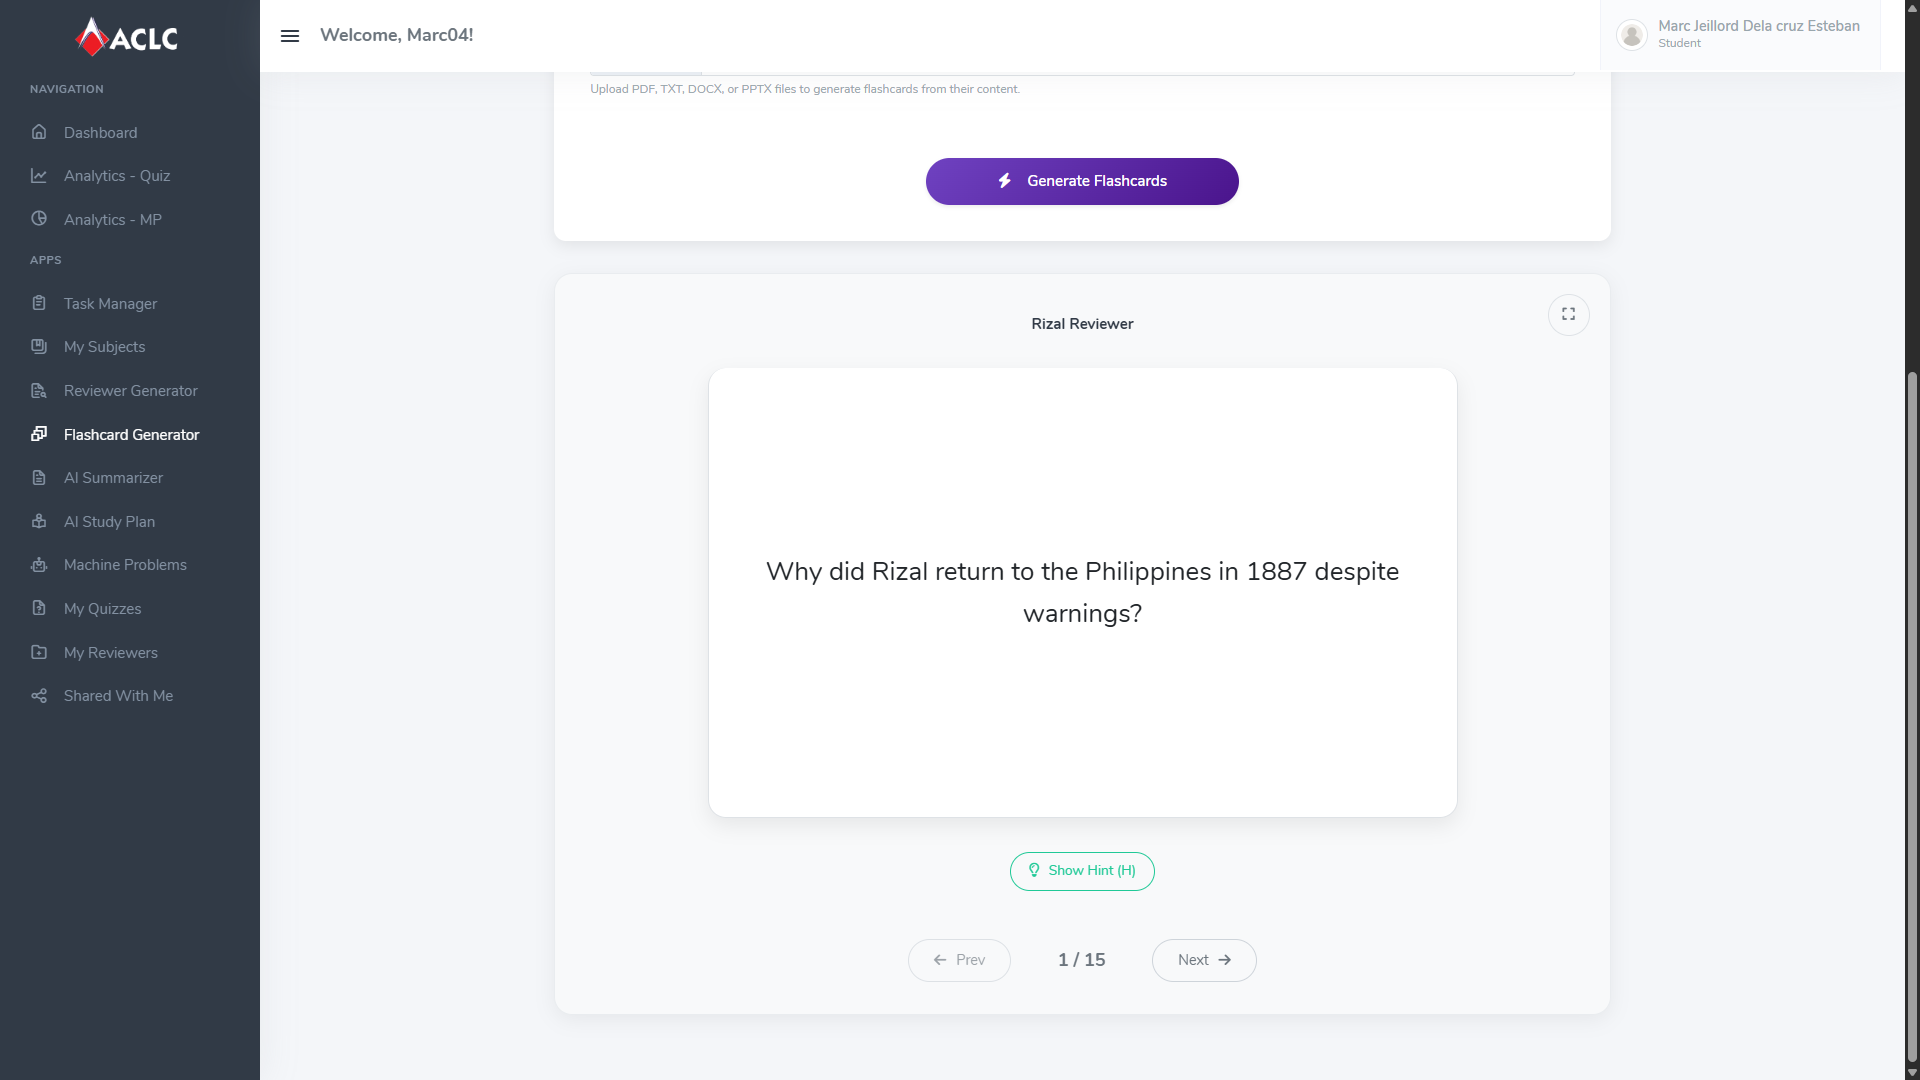 ACLC
NAVIGATION
Dashboard
Analytics - Quiz
Analytics - MP
APPS
Task Manager
My Subjects
Reviewer Generator
Flashcard Generator
AI Summarizer
AI Study Plan
Machine Problems
My Quizzes
My Reviewers
Shared With Me
Welcome, Marc04!
Marc Jeillord Dela cruz Esteban
Student
Upload PDF, TXT, DOCX, or PPTX files to generate flashcards from their content.
Generate Flashcards
Rizal Reviewer
Why did Rizal return to the Philippines in 1887 despite
warnings?
Show Hint (H)
Prev
1 / 15
Next